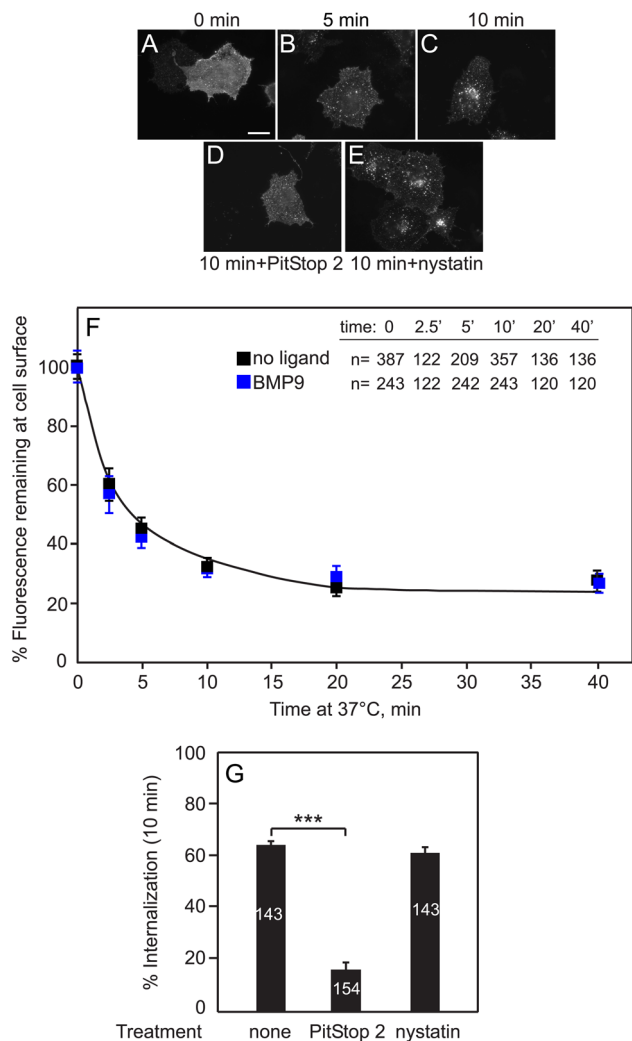 0 min 5 min 10 min
A B C
D E
10 min+PitStop 2 10 min+nystatin
F
time: 0 2.5' 5' 10' 20' 40'
no ligand n= 387 122 209 357 136 136
BMP9 n= 243 122 242 243 120 120
% Fluorescence remaining at cell surface
100
80
60
40
20
0
0 5 10 15 20 25 30 35 40
Time at 37°C, min
G
% Internalization (10 min)
100
80
60
40
20
0
***
143 154 143
Treatment none PitStop 2 nystatin